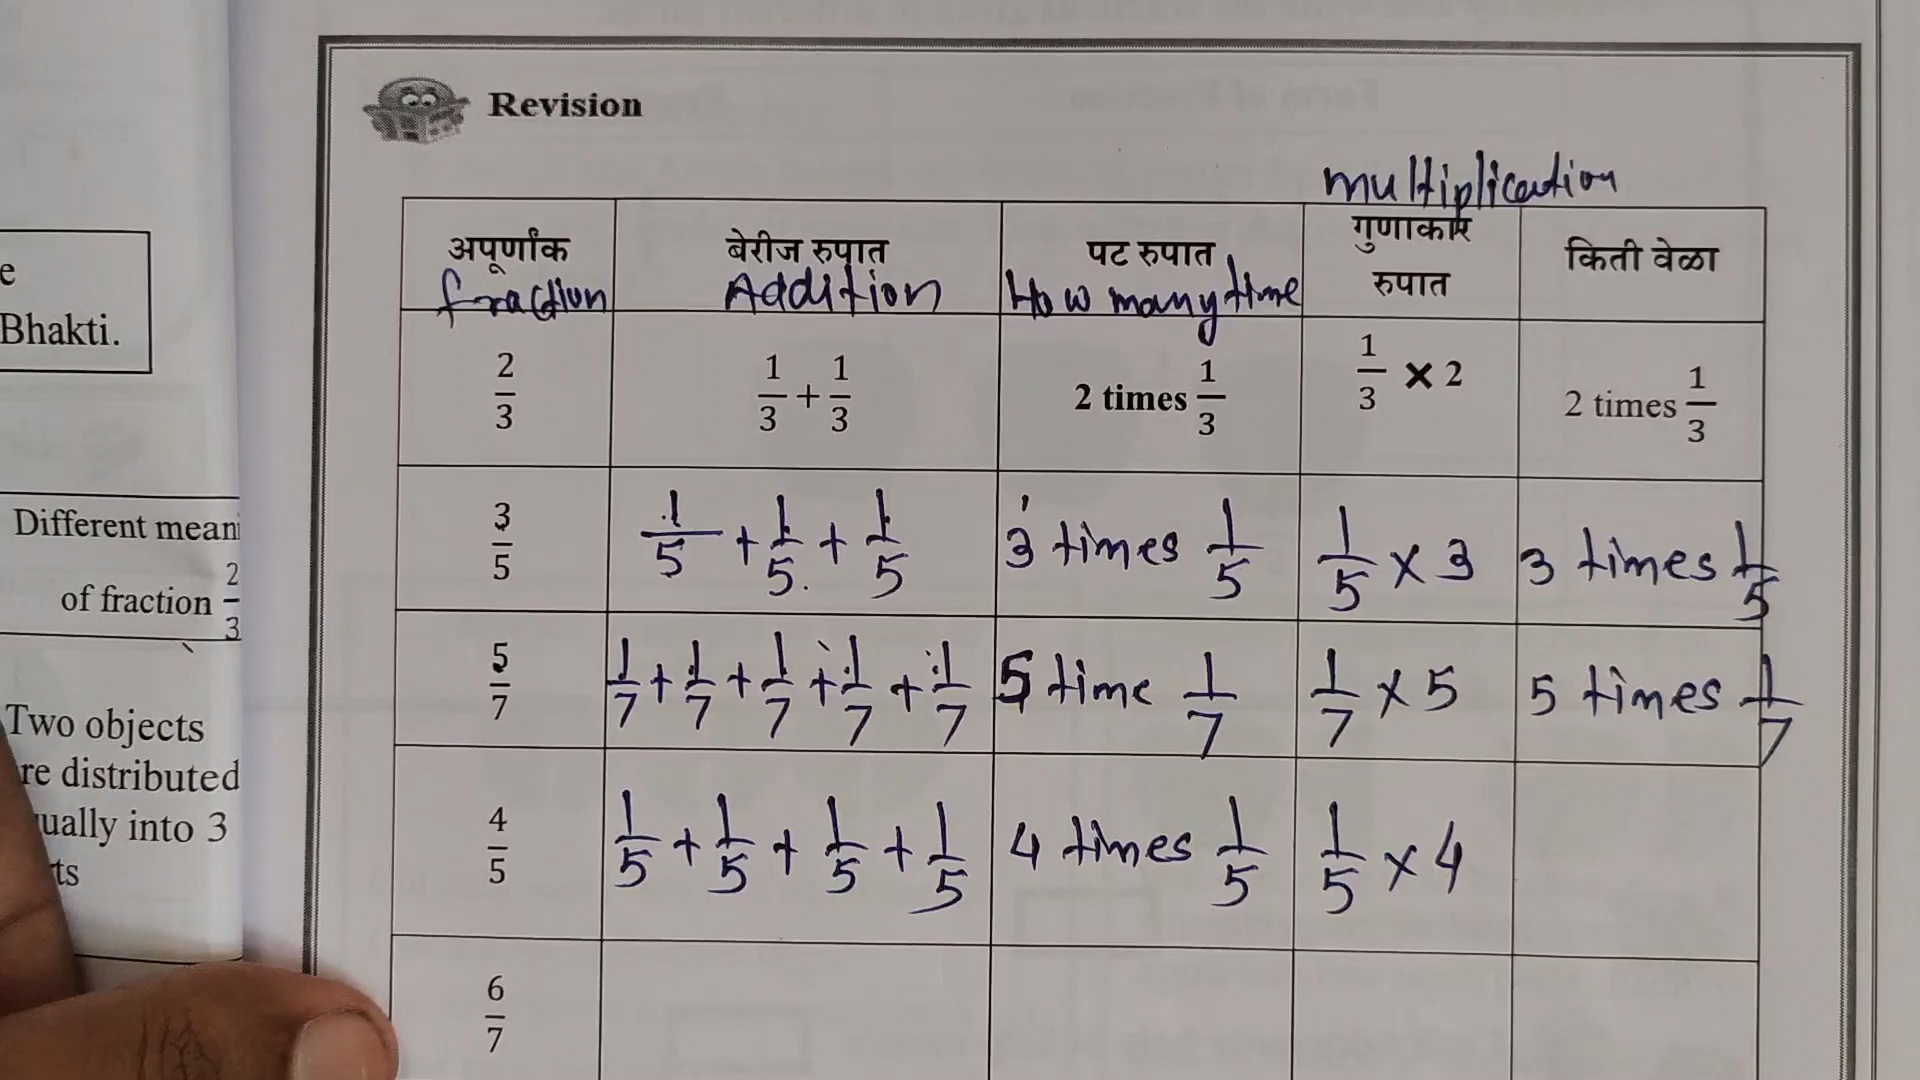 Revision
multiplication
अपूर्णांक बेरीज रुपात पट रुपात गुणाकार रुपात किती वेळा
fraction Addition How many time
2/3 1/3 + 1/3 2 times 1/3 1/3 × 2 2 times 1/3
3/5 1/5 + 1/5 + 1/5 3 times 1/5 1/5 × 3 3 times 1/5
5/7 1/7 + 1/7 + 1/7 + 1/7 + 1/7 5 time 1/7 1/7 × 5 5 times 1/7
4/5 1/5 + 1/5 + 1/5 + 1/5 4 times 1/5 1/5 × 4
6/7
e
Bhakti.
Different
of fraction 2/3
Two objects
re distributed
ually into 3
ts